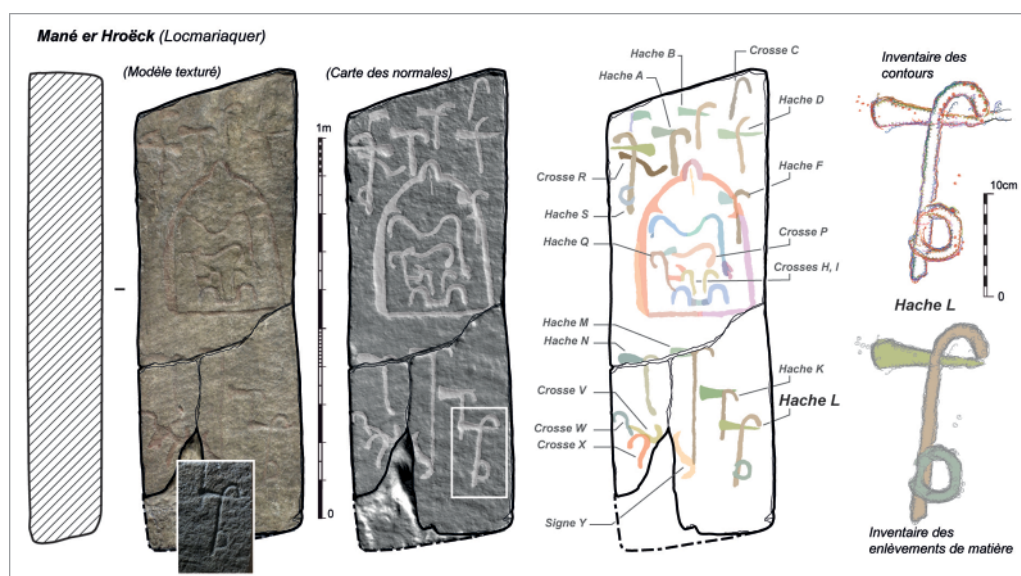 Mané er Hroëck (Locmariaquer)
(Modèle texturé)
(Carte des normales)
1m
0
Hache B
Crosse C
Hache A
Hache D
Crosse R
Hache F
Hache S
Hache Q
Crosse P
Crosses H, I
Hache M
Hache N
Hache K
Crosse V
Hache L
Crosse W
Crosse X
Signe Y
Inventaire des
contours
10cm
0
Hache L
Inventaire des
enlèvements de matière